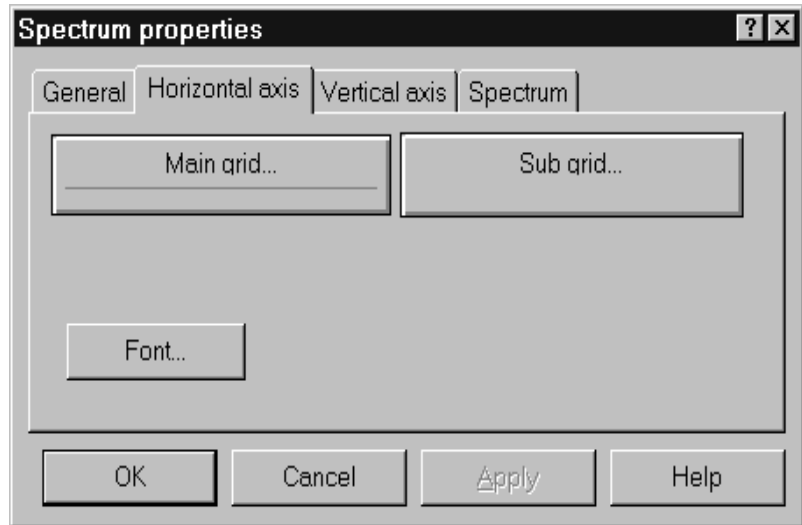 Spectrum properties
? ×
General Horizontal axis Vertical axis Spectrum
Main grid... Sub grid...
Font...
OK Cancel Apply Help